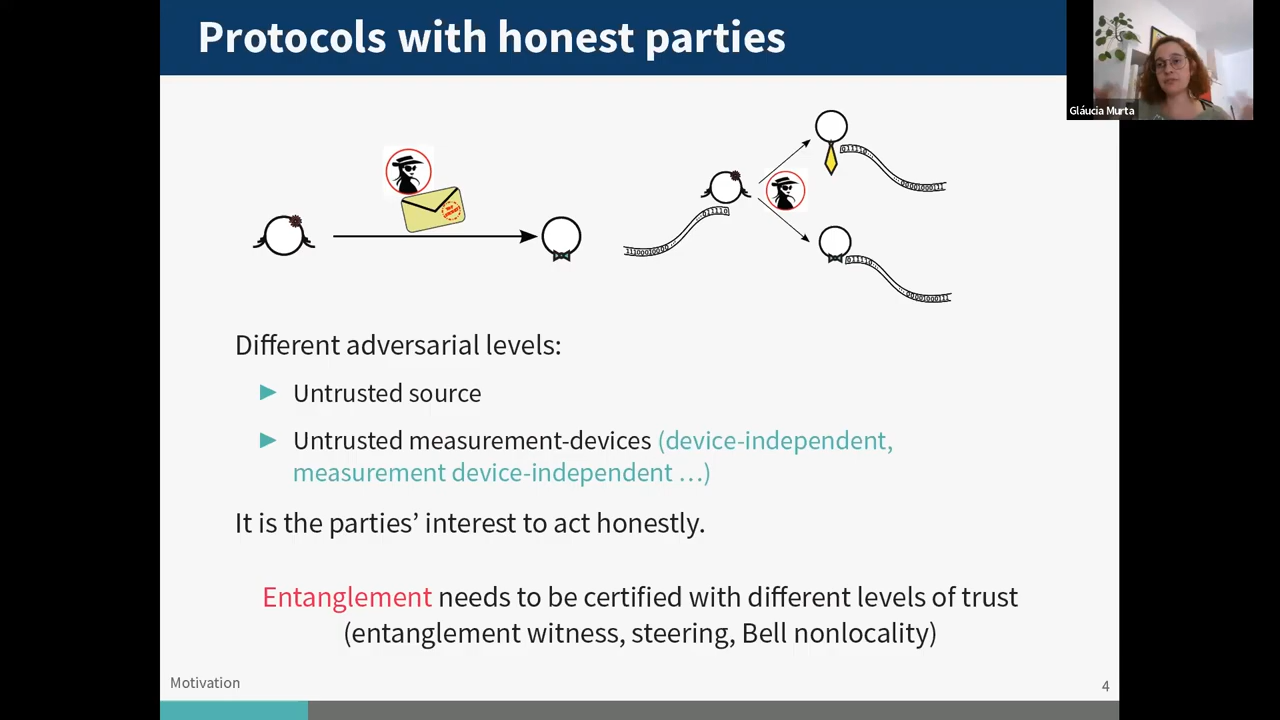 Protocols with honest parties
Gláucia Murta
Different adversarial levels:
Untrusted source
Untrusted measurement-devices (device-independent,
measurement device-independent …)
It is the parties’ interest to act honestly.
Entanglement needs to be certified with different levels of trust
(entanglement witness, steering, Bell nonlocality)
Motivation
4